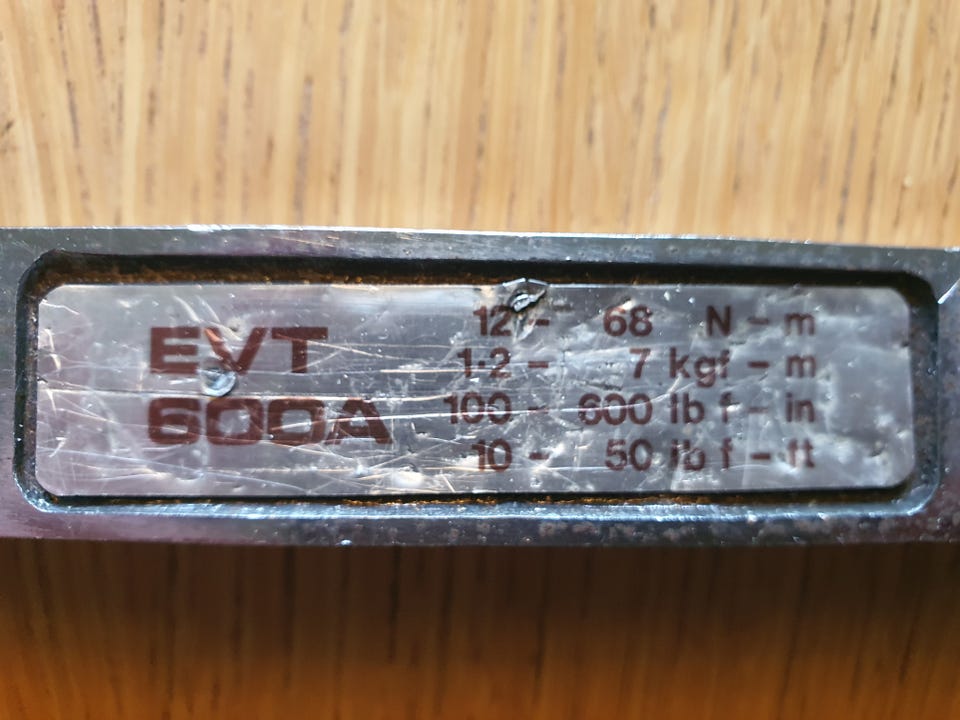 EVT
600A
12 - 68 N - m
1·2 - 7 kgf - m
100 - 600 lb f - in
10 - 50 lb f - ft